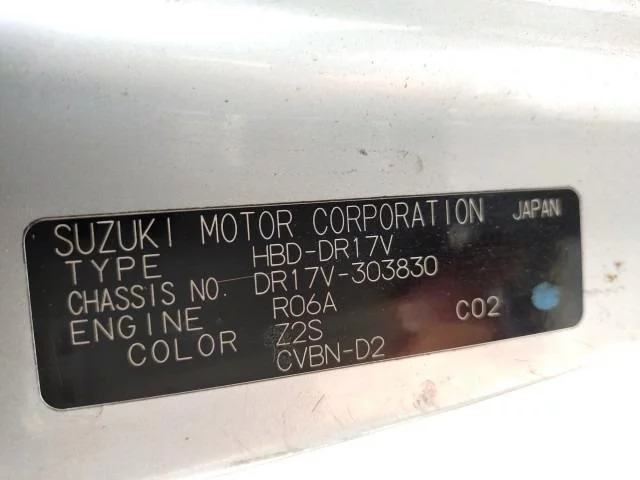 SUZUKI MOTOR CORPORATION JAPAN
TYPE HBD-DR17V
CHASSIS NO. DR17V-303830
ENGINE R06A C02
COLOR Z2S
CVBN-D2